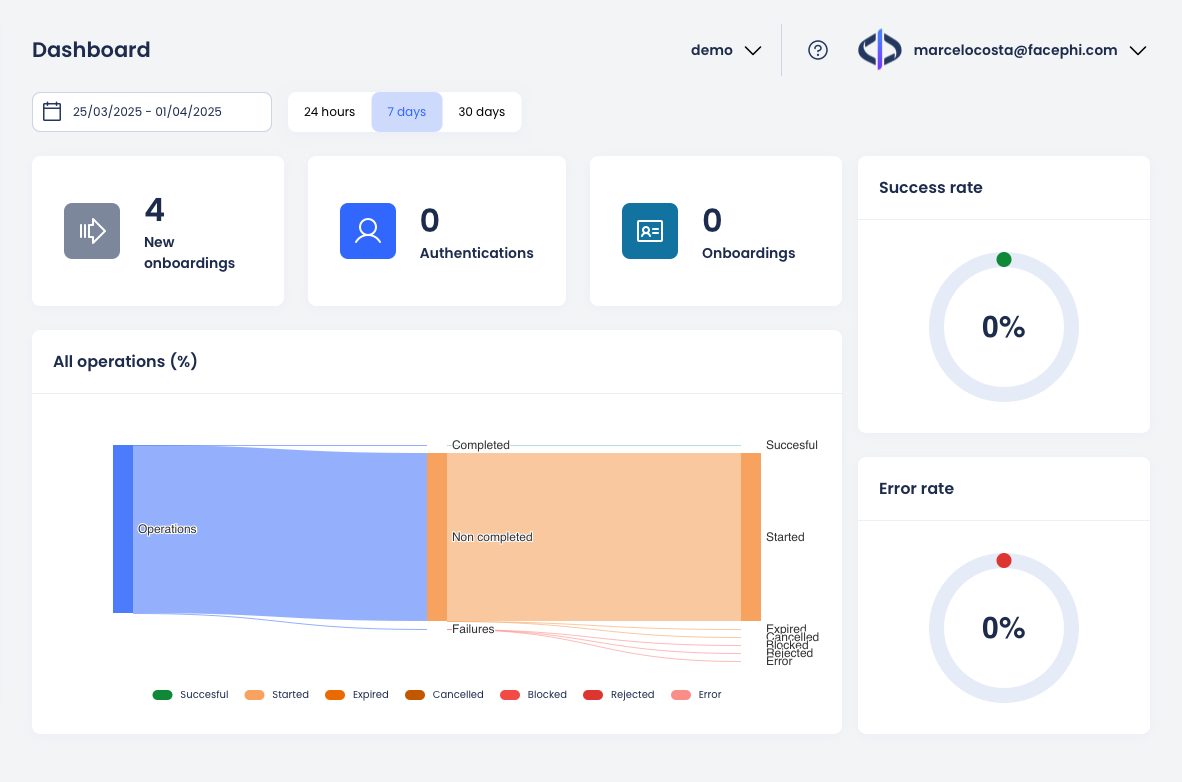 Dashboard
demo
marcelocosta@facephi.com
25/03/2025 - 01/04/2025
24 hours
7 days
30 days
4
New
onboardings
0
Authentications
0
Onboardings
Success rate
0%
All operations (%)
Operations
Completed
Non completed
Failures
Succesful
Started
Expired
Cancelled
Blocked
Rejected
Error
Succesful
Started
Expired
Cancelled
Blocked
Rejected
Error
Error rate
0%